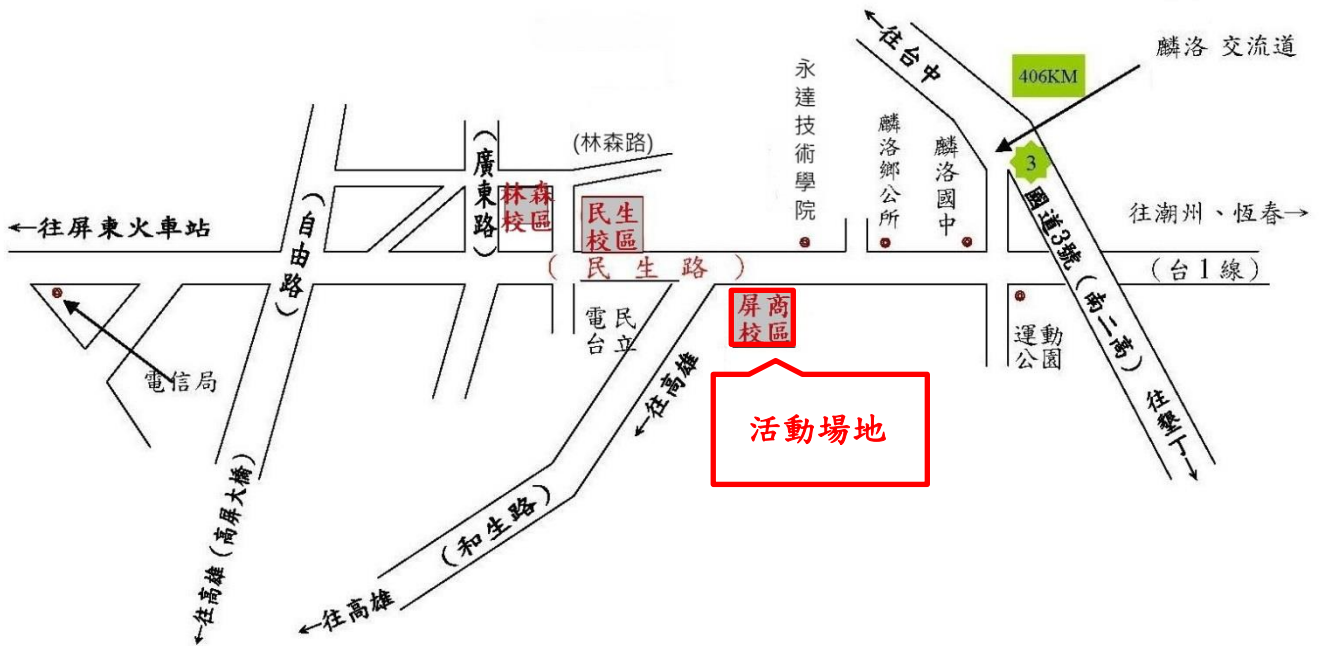 ←往台中
麟洛 交流道
406KM
3
永達技術學院
麟洛鄉公所
麟洛國中
(林森路)
(廣東路)
林森
校區
民生
校區
←往屏東火車站
(自由路)
國道3號(南二高)
往墾丁→
往潮州、恆春→
(民生路)
(台1線)
電信局
電台
民立
屏商
校區
運動
公園
←往高雄
活動場地
←往高雄(高屏大橋)
(和生路)
←往高雄